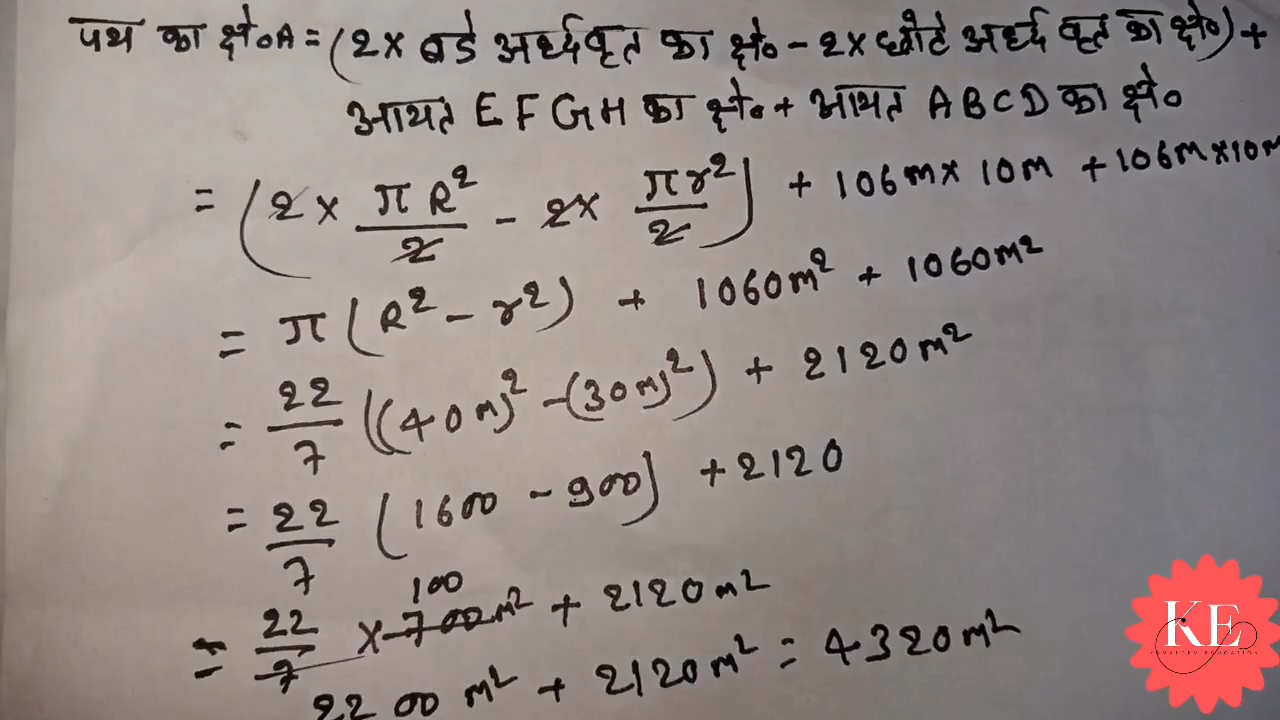 पथ का क्षे०A = (2× बडे अर्ध्दवृत का क्षे० - 2× छोटे अर्ध्द वृत का क्षे०) +
आयत EFGH का क्षे० + आयत ABCD का क्षे०
= (2 × πR²/2 - 2× πr²/2) + 106m× 10m + 106m×10m
= π(R² - r²) + 1060m² + 1060m²
= 22/7 ((40m)² - (30m)²) + 2120m²
= 22/7 (1600 - 900) + 2120
100
= 22/7 × 700m² + 2120m²
2200 m² + 2120m² = 4320m²
KE